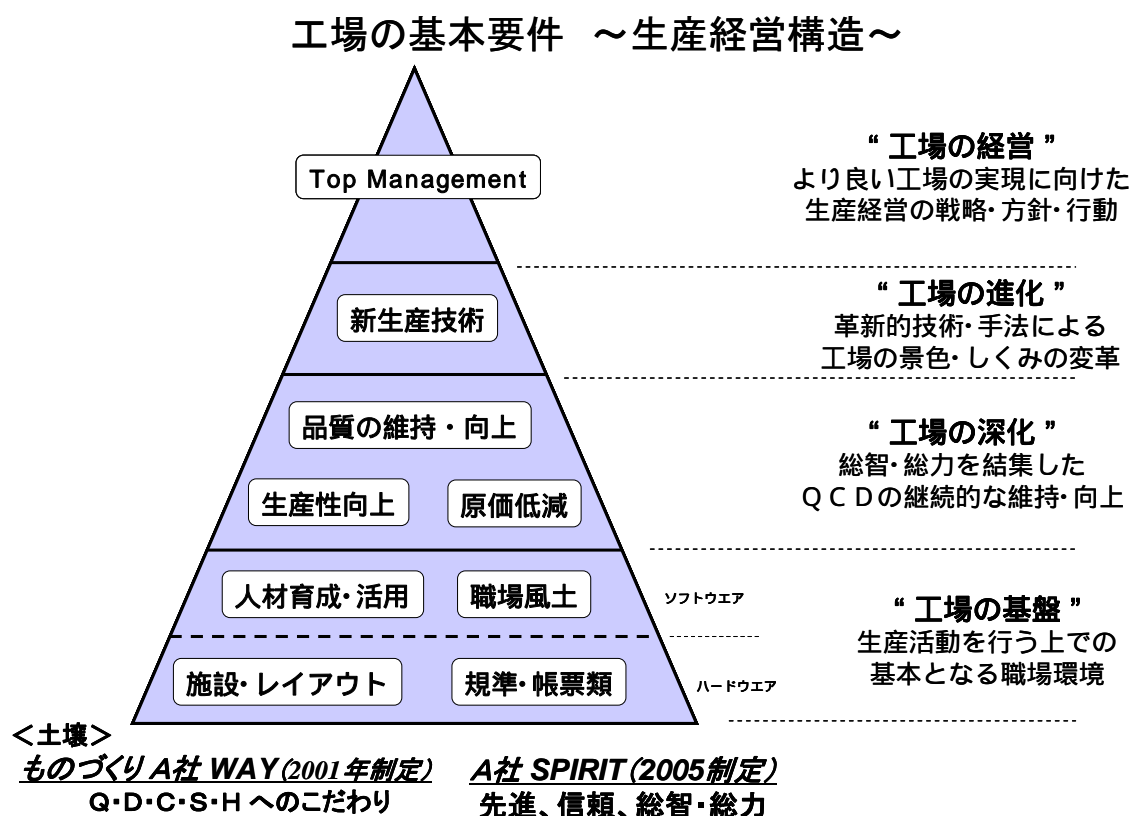 工場の基本要件 ～生産経営構造～
Top Management
“ 工場の経営 ”
より良い工場の実現に向けた
生産経営の戦略・方針・行動
新生産技術
“ 工場の進化 ”
革新的技術・手法による
工場の景色・しくみの変革
品質の維持・向上
生産性向上 原価低減
“ 工場の深化 ”
総智・総力を結集した
ＱＣＤの継続的な維持・向上
人材育成・活用 職場風土
ソフトウエア
施設・レイアウト 規準・帳票類
ハードウエア
“ 工場の基盤 ”
生産活動を行う上での
基本となる職場環境
＜土壌＞
ものづくり A社 WAY（2001年制定）
Q・D・C・S・H へのこだわり
A社 SPIRIT（2005制定）
先進、信頼、総智・総力